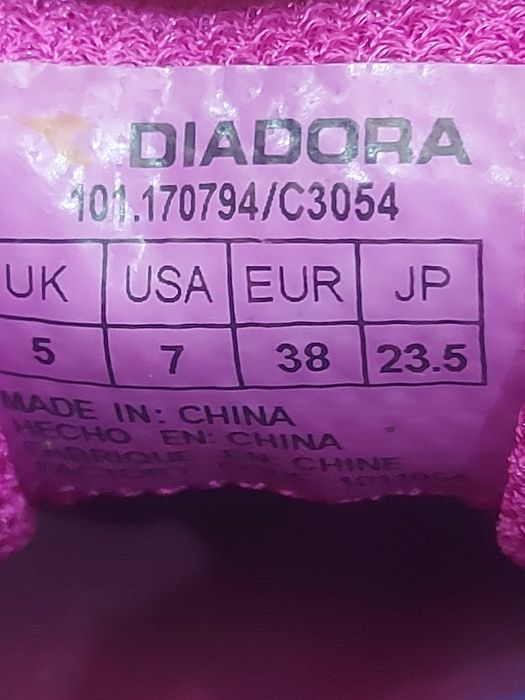 DIADORA
101.170794/C3054
UK USA EUR JP
5 7 38 23.5
MADE IN: CHINA
HECHO EN: CHINA
FABRIQUE EN: CHINE
FACTORY